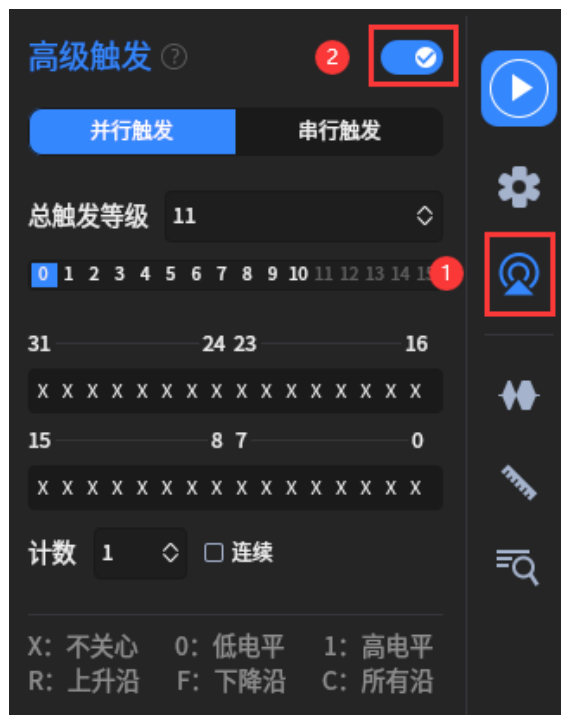 高级触发 ? 2
并行触发 串行触发
总触发等级 11
0 1 2 3 4 5 6 7 8 9 10 11 12 13 14 1
31 24 23 16
X X X X X X X X X X X X X X X X
15 8 7 0
X X X X X X X X X X X X X X X X
计数 1 连续
X: 不关心 0: 低电平 1: 高电平
R: 上升沿 F: 下降沿 C: 所有沿